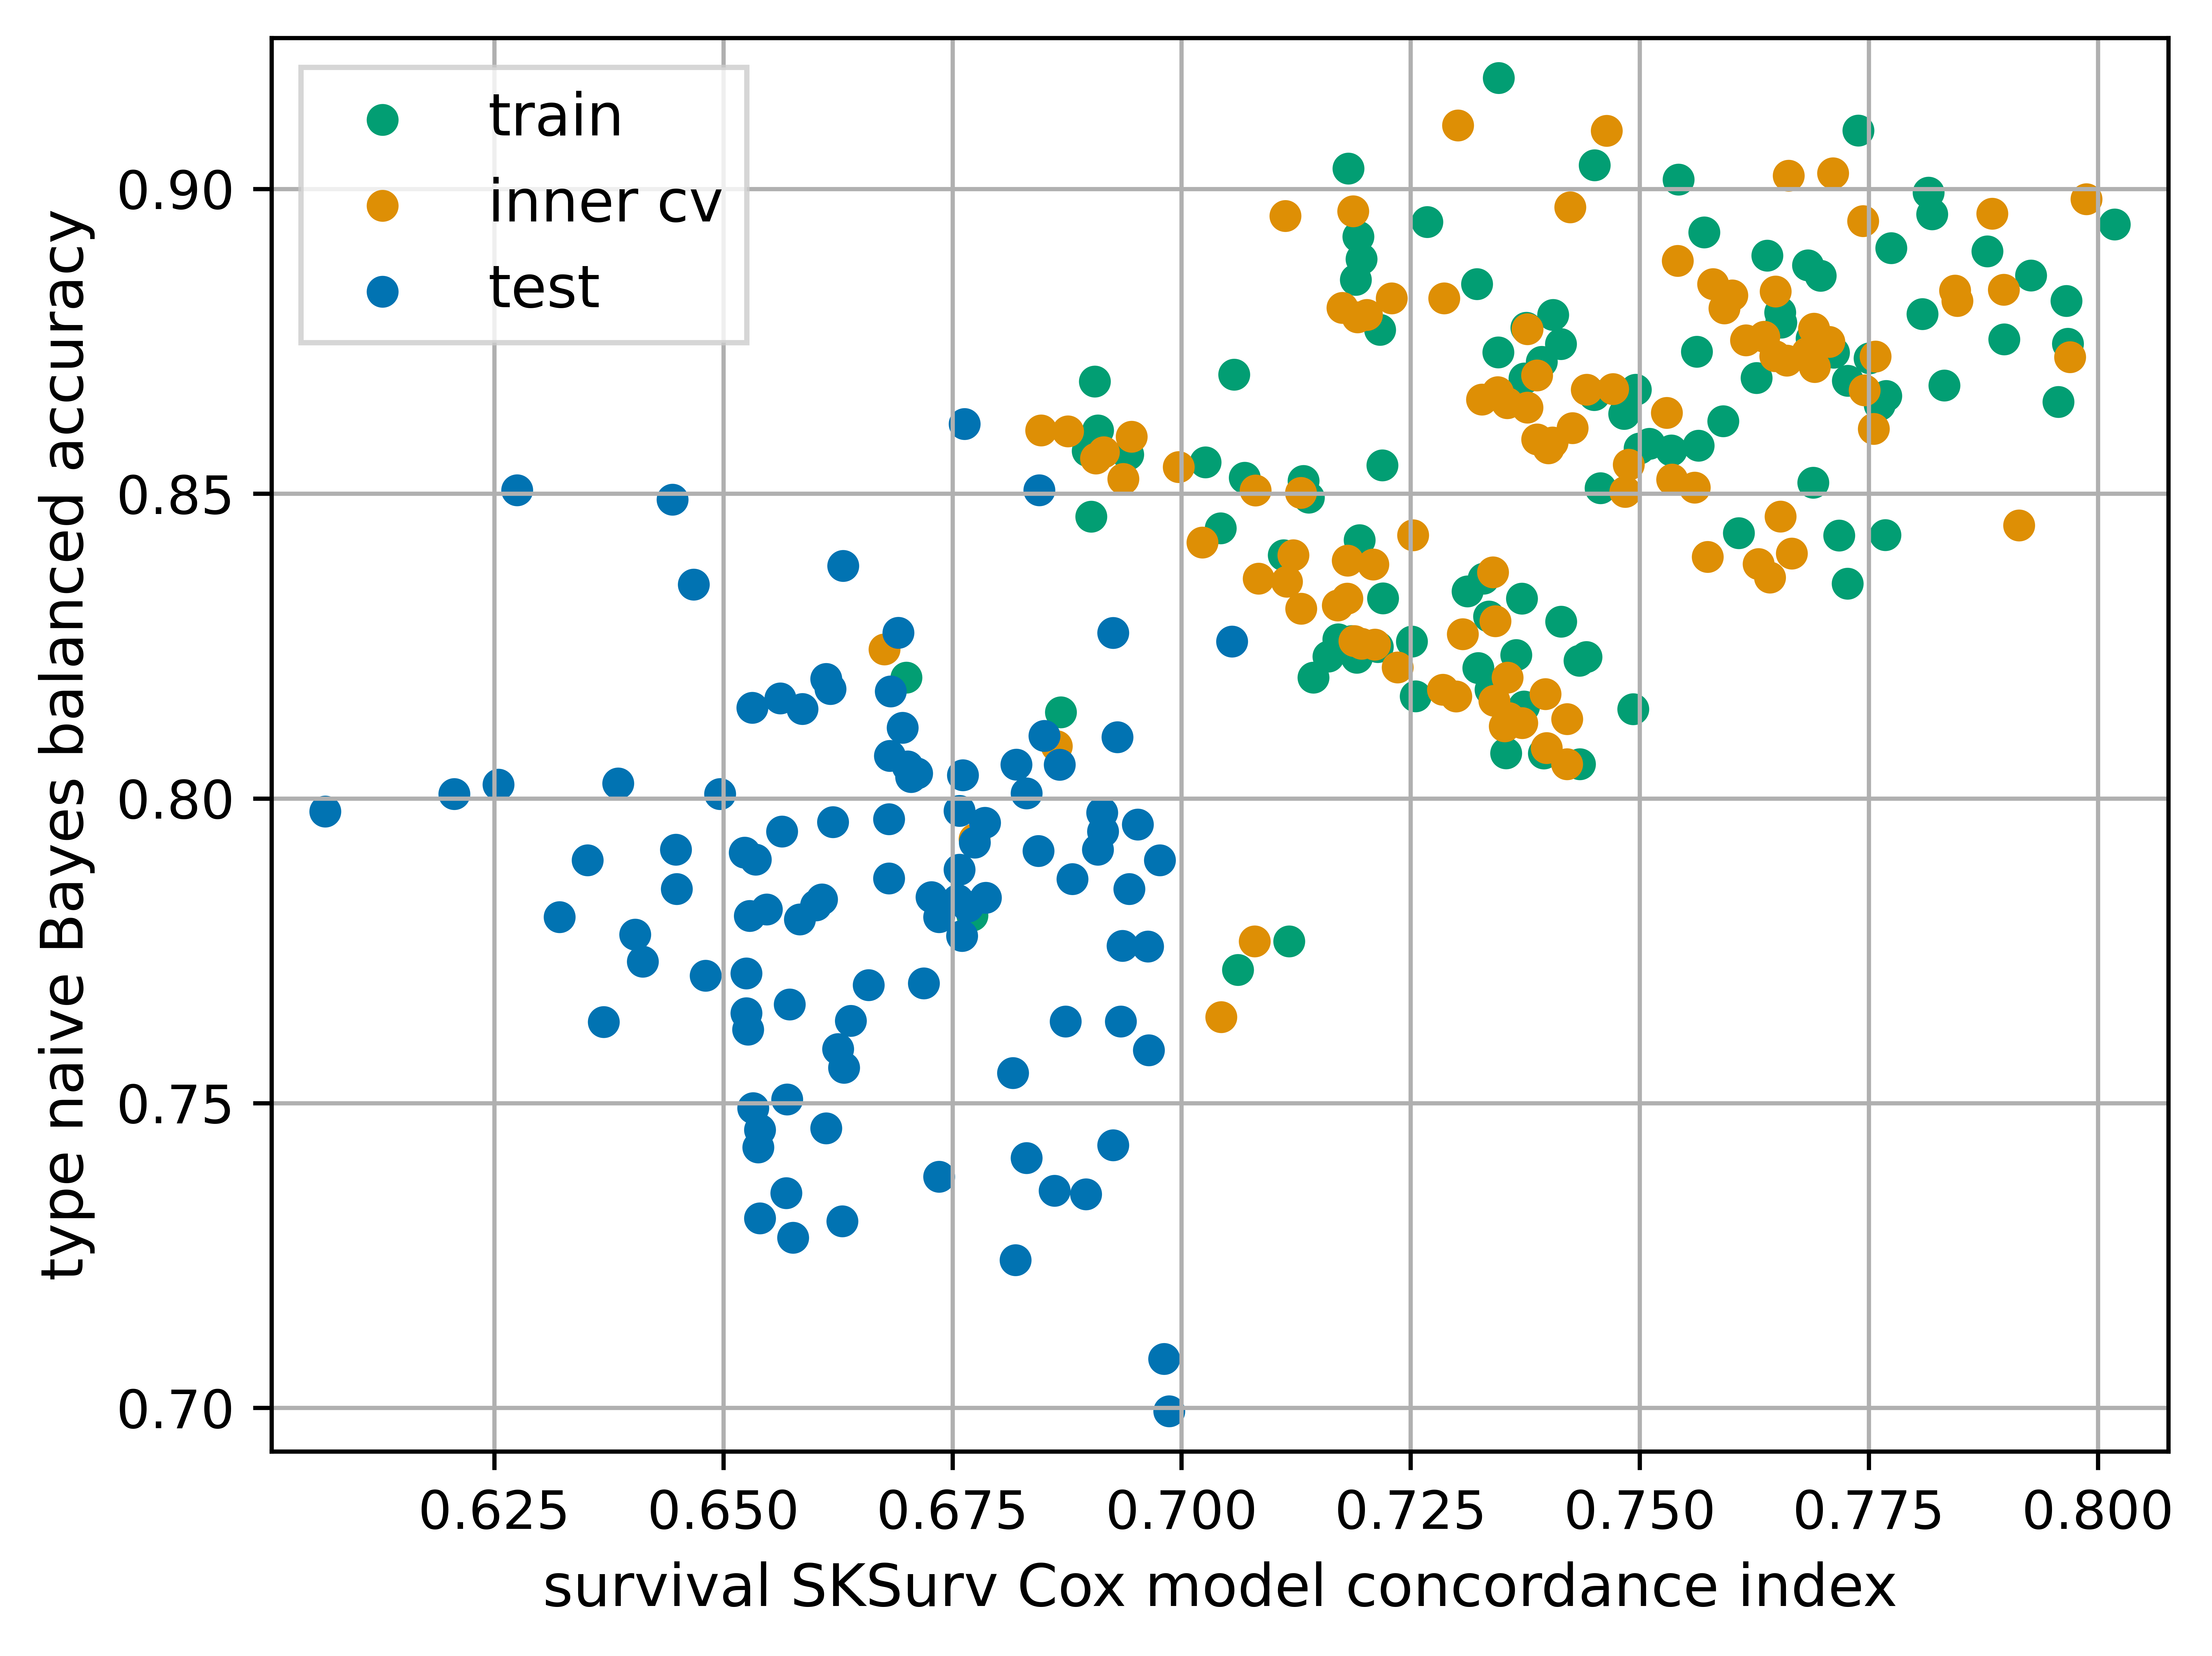 train
inner cv
test
type naive Bayes balanced accuracy
0.90
0.85
0.80
0.75
0.70
0.625 0.650 0.675 0.700 0.725 0.750 0.775 0.800
survival SKSurv Cox model concordance index